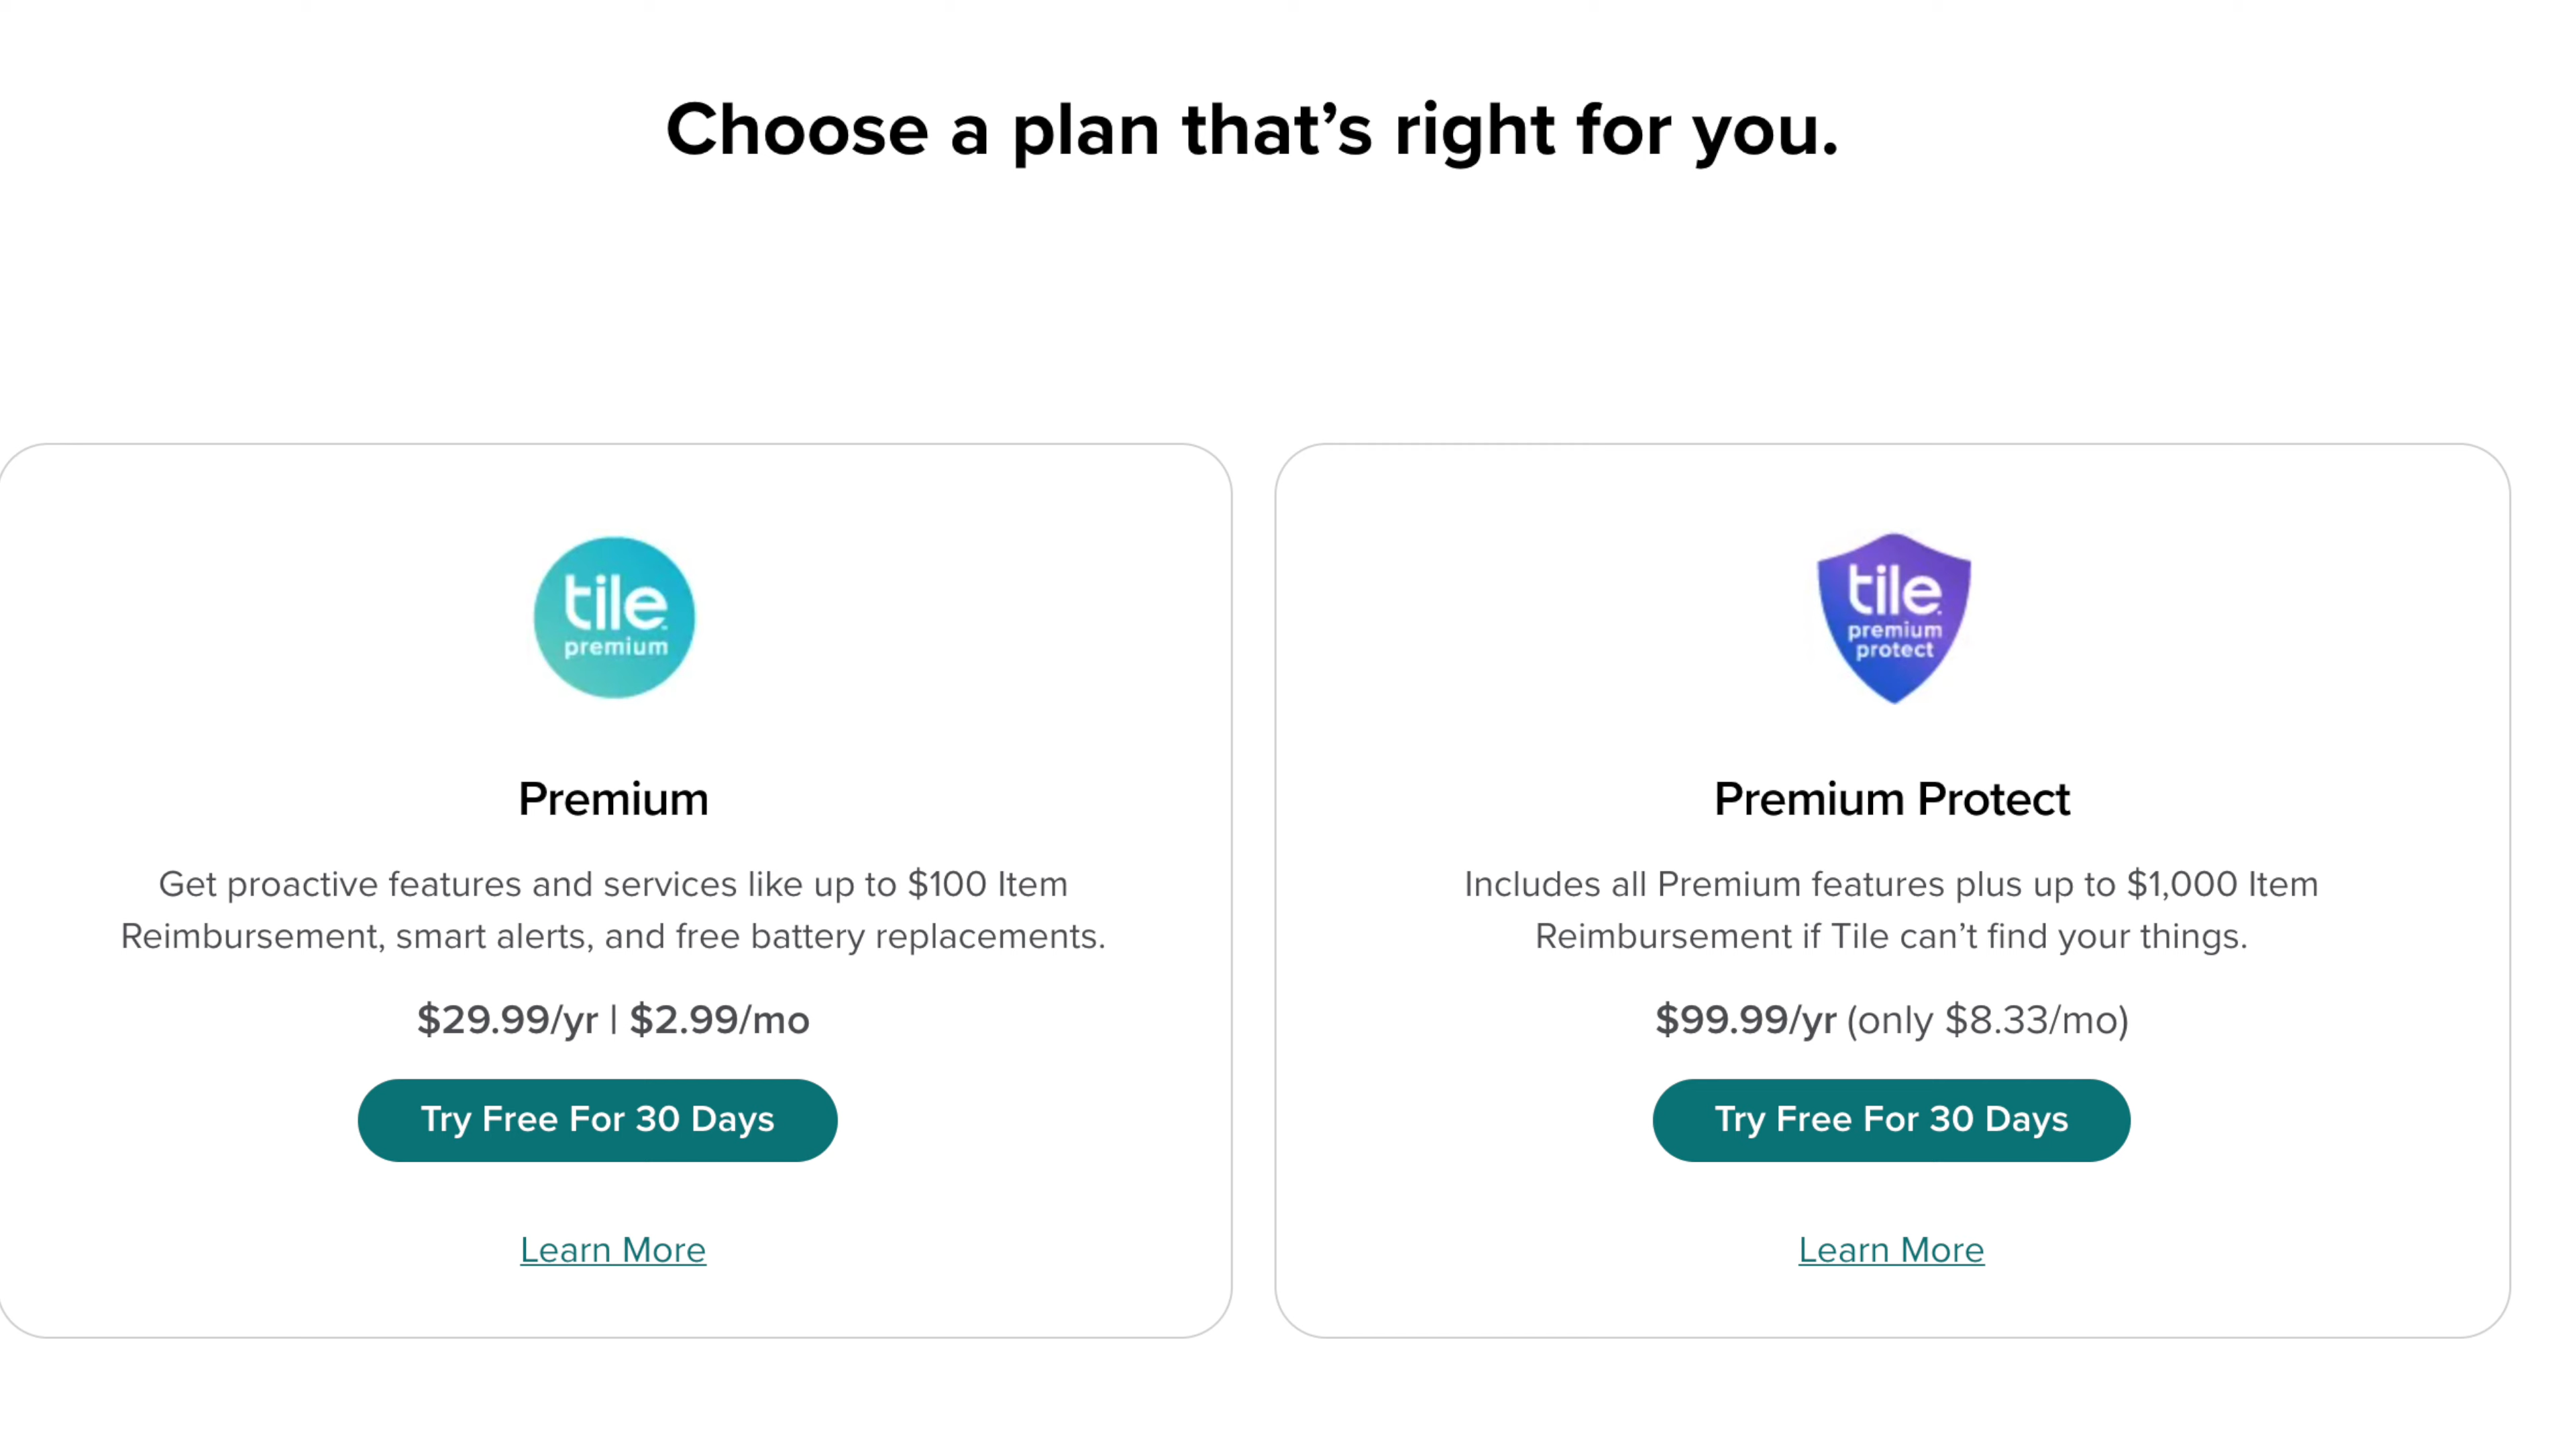 Choose a plan that’s right for you.
tile
premium
Premium
Get proactive features and services like up to $100 Item
Reimbursement, smart alerts, and free battery replacements.
$29.99/yr | $2.99/mo
Try Free For 30 Days
Learn More
tile
premium
protect
Premium Protect
Includes all Premium features plus up to $1,000 Item
Reimbursement if Tile can’t find your things.
$99.99/yr (only $8.33/mo)
Try Free For 30 Days
Learn More